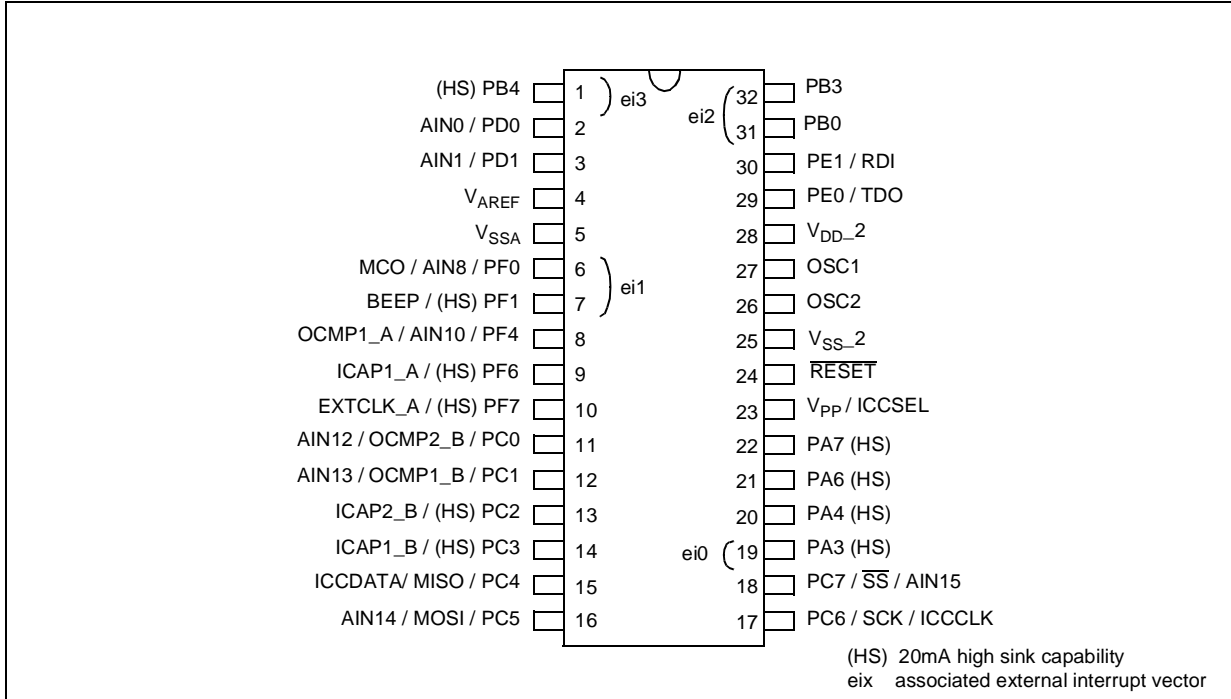 (HS) PB4 1 ei3 ei2 32 PB3
AIN0 / PD0 2 31 PB0
AIN1 / PD1 3 30 PE1 / RDI
VAREF 4 29 PE0 / TDO
VSSA 5 28 VDD_2
MCO / AIN8 / PF0 6 ei1 27 OSC1
BEEP / (HS) PF1 7 26 OSC2
OCMP1_A / AIN10 / PF4 8 25 VSS_2
ICAP1_A / (HS) PF6 9 24 RESET
EXTCLK_A / (HS) PF7 10 23 VPP / ICCSEL
AIN12 / OCMP2_B / PC0 11 22 PA7 (HS)
AIN13 / OCMP1_B / PC1 12 21 PA6 (HS)
ICAP2_B / (HS) PC2 13 20 PA4 (HS)
ICAP1_B / (HS) PC3 14 ei0 19 PA3 (HS)
ICCDATA/ MISO / PC4 15 18 PC7 / SS / AIN15
AIN14 / MOSI / PC5 16 17 PC6 / SCK / ICCCLK
(HS) 20mA high sink capability
eix associated external interrupt vector